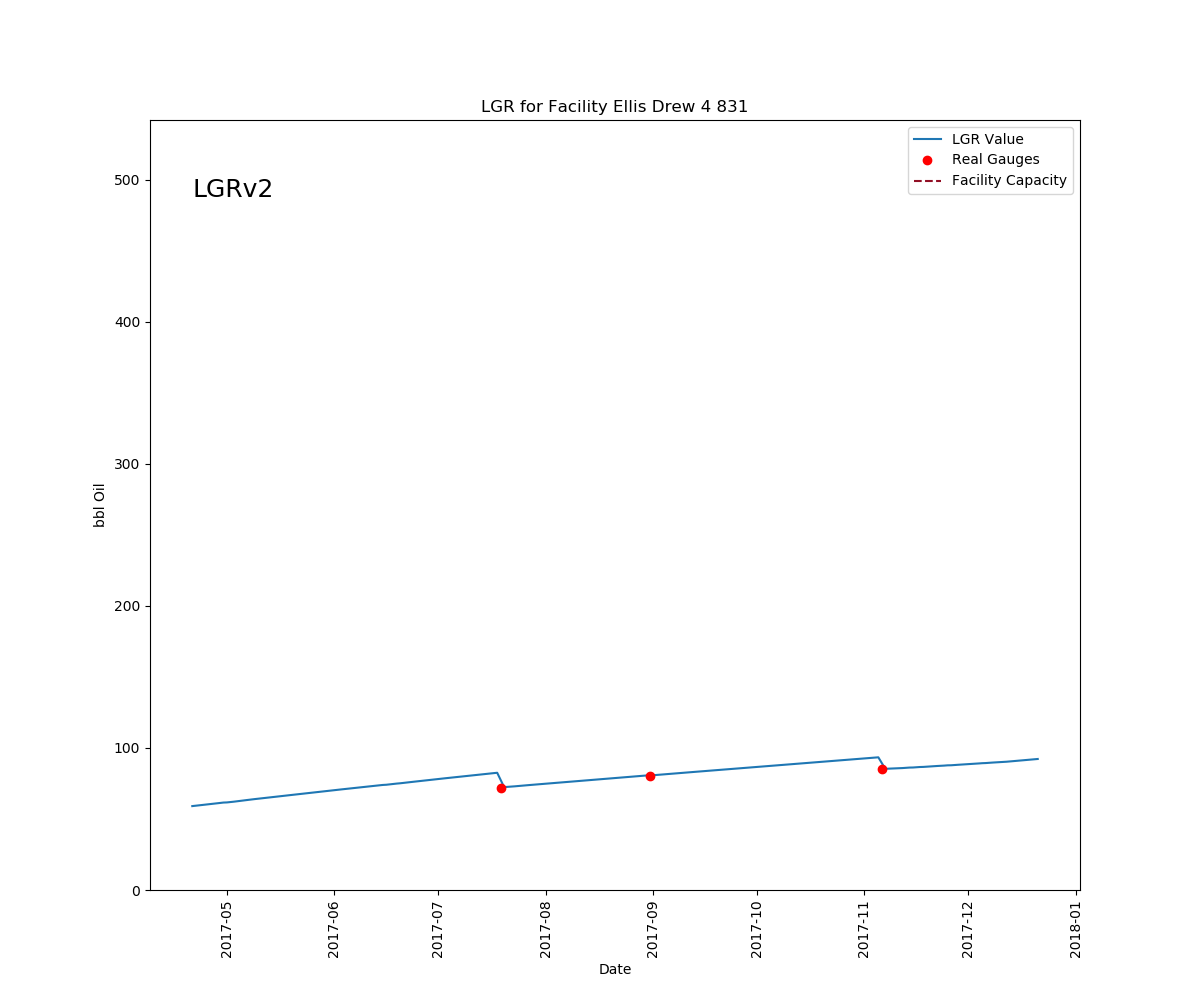 LGR for Facility Ellis Drew 4 831
LGRv2
LGR Value
Real Gauges
Facility Capacity
500
400
300
200
100
0
bbl Oil
2017-05
2017-06
2017-07
2017-08
2017-09
2017-10
2017-11
2017-12
2018-01
Date